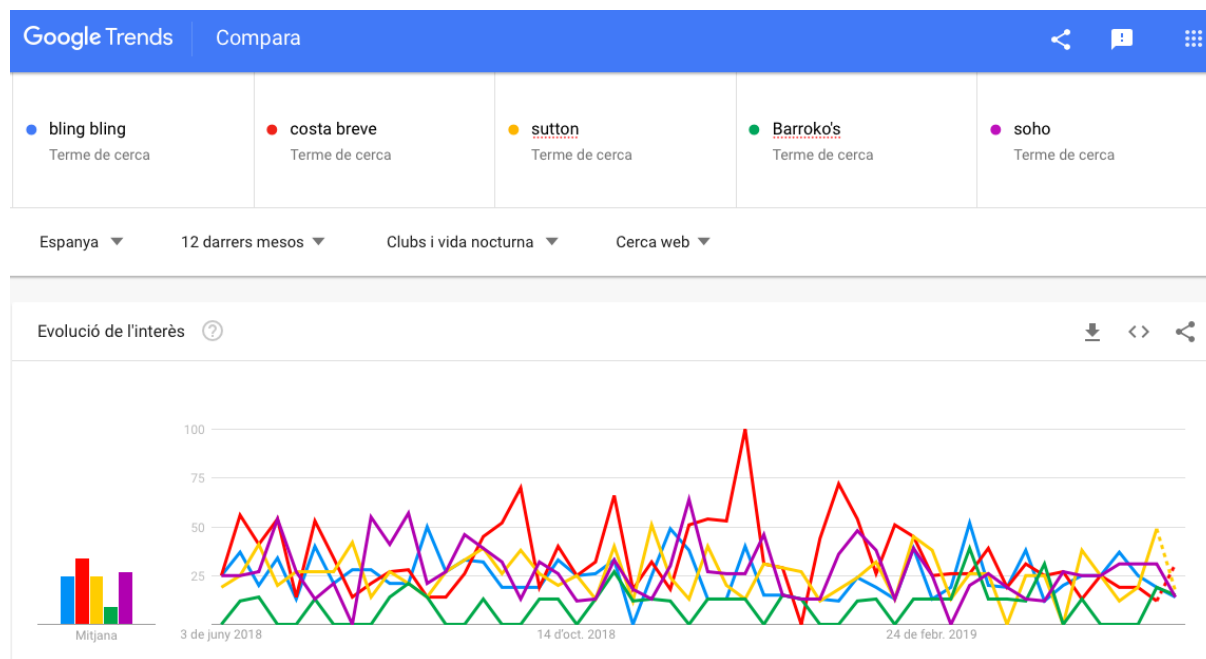 Google Trends Compara
bling bling
Terme de cerca
costa breve
Terme de cerca
sutton
Terme de cerca
Barroko's
Terme de cerca
soho
Terme de cerca
Espanya 12 darrers mesos Clubs i vida nocturna Cerca web
Evolució de l'interès ?
100
75
50
25
Mitjana
3 de juny 2018 14 d'oct. 2018 24 de febr. 2019